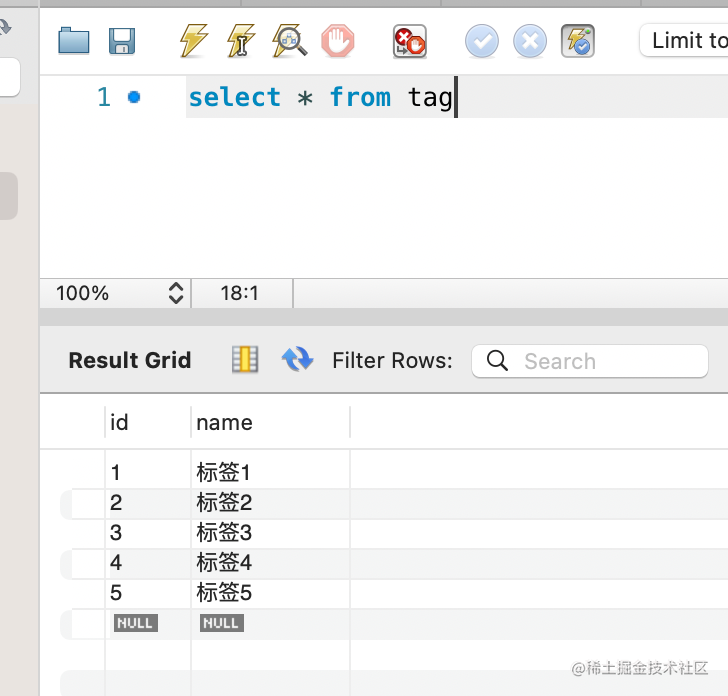 Limit to
1 select * from tag
100% 18:1
Result Grid Filter Rows: Search
id name
1 标签1
2 标签2
3 标签3
4 标签4
5 标签5
NULL NULL
@稀土掘金技术社区